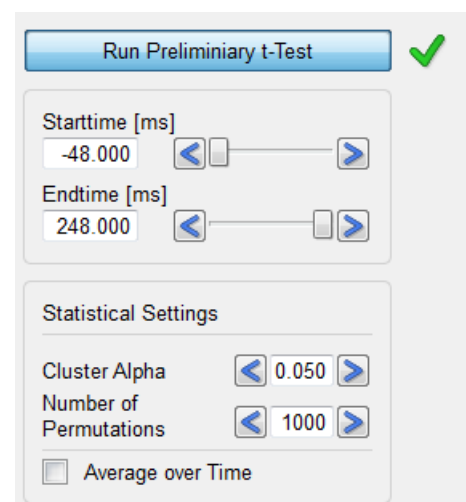 Run Preliminiary t-Test
Starttime [ms]
-48.000
Endtime [ms]
248.000
Statistical Settings
Cluster Alpha 0.050
Number of
Permutations 1000
Average over Time